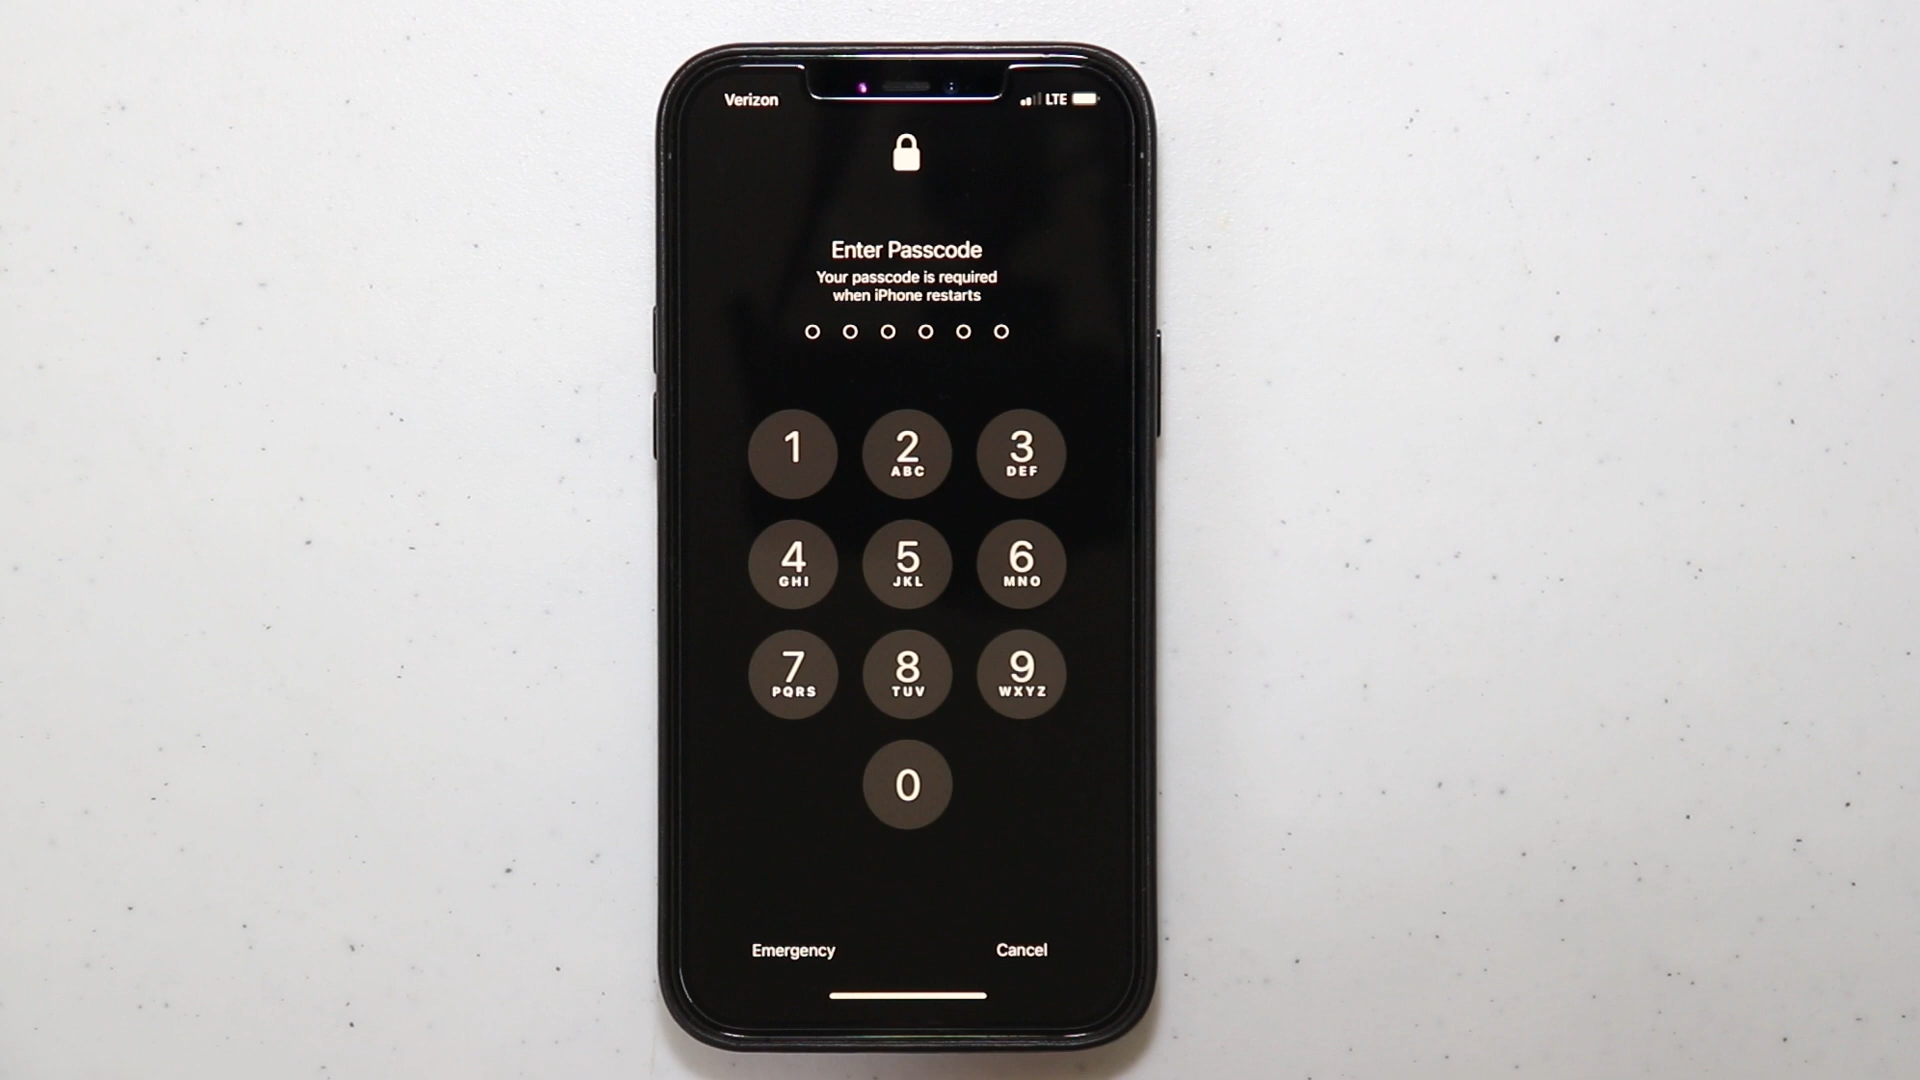 Verizon LTE
Enter Passcode
Your passcode is required
when iPhone restarts
1 2 3
ABC DEF
4 5 6
GHI JKL MNO
7 8 9
PQRS TUV WXYZ
0
Emergency Cancel